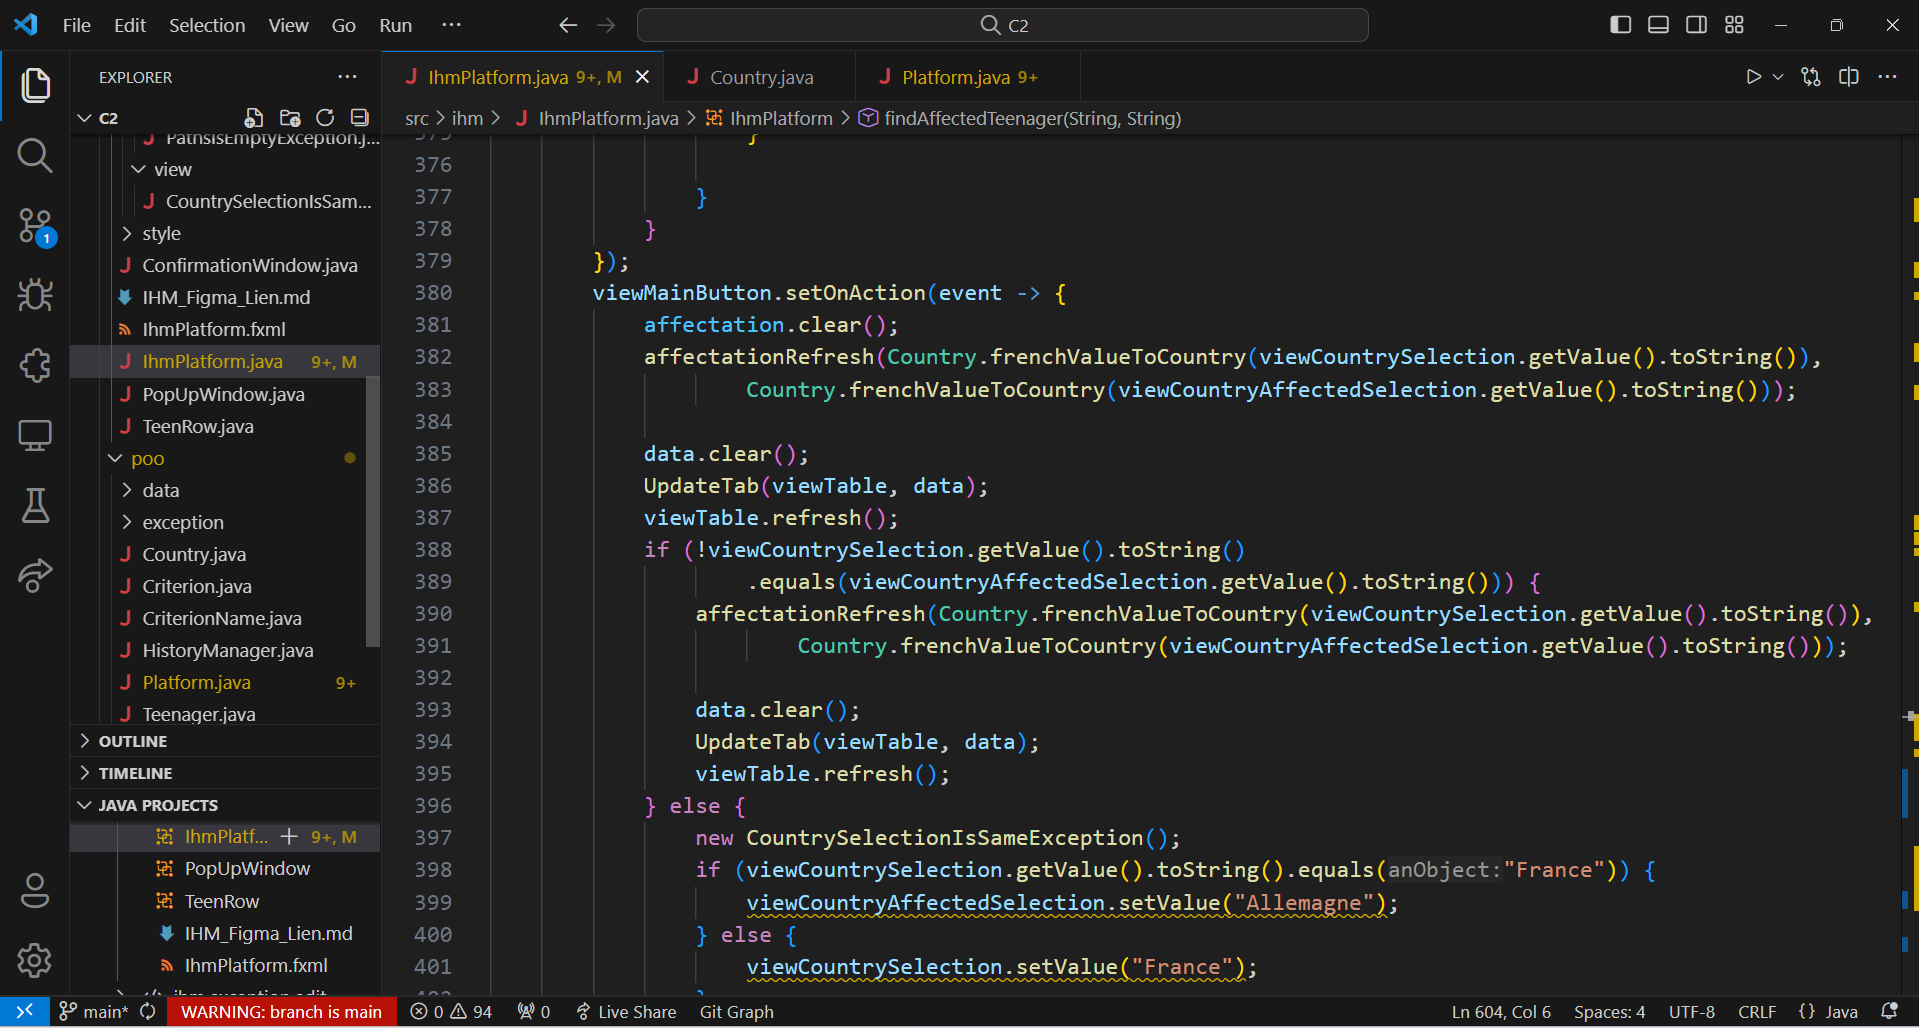 File Edit Selection View Go Run ··· C2
EXPLORER ···
C2
PathsIsEmptyException.j...
view
CountrySelectionIsSam...
style
ConfirmationWindow.java
IHM_Figma_Lien.md
IhmPlatform.fxml
IhmPlatform.java 9+, M
PopUpWindow.java
TeenRow.java
poo
data
exception
Country.java
Criterion.java
CriterionName.java
HistoryManager.java
Platform.java 9+
Teenager.java
OUTLINE
TIMELINE
JAVA PROJECTS
IhmPlatf... 9+, M
PopUpWindow
TeenRow
IHM_Figma_Lien.md
IhmPlatform.fxml
IhmPlatform.java 9+, M Country.java Platform.java 9+
src > ihm > IhmPlatform.java > IhmPlatform > findAffectedTeenager(String, String)
375 }
376
377 }
378 }
379 });
380 viewMainButton.setOnAction(event -> {
381 affectation.clear();
382 affectationRefresh(Country.frenchValueToCountry(viewCountrySelection.getValue().toString()),
383 Country.frenchValueToCountry(viewCountryAffectedSelection.getValue().toString()));
384
385 data.clear();
386 UpdateTab(viewTable, data);
387 viewTable.refresh();
388 if (!viewCountrySelection.getValue().toString()
389 .equals(viewCountryAffectedSelection.getValue().toString())) {
390 affectationRefresh(Country.frenchValueToCountry(viewCountrySelection.getValue().toString()),
391 Country.frenchValueToCountry(viewCountryAffectedSelection.getValue().toString()));
392
393 data.clear();
394 UpdateTab(viewTable, data);
395 viewTable.refresh();
396 } else {
397 new CountrySelectionIsSameException();
398 if (viewCountrySelection.getValue().toString().equals(anObject:"France")) {
399 viewCountryAffectedSelection.setValue("Allemagne");
400 } else {
401 viewCountrySelection.setValue("France");
1
main* WARNING: branch is main 0 94 0 Live Share Git Graph Ln 604, Col 6 Spaces: 4 UTF-8 CRLF {} Java